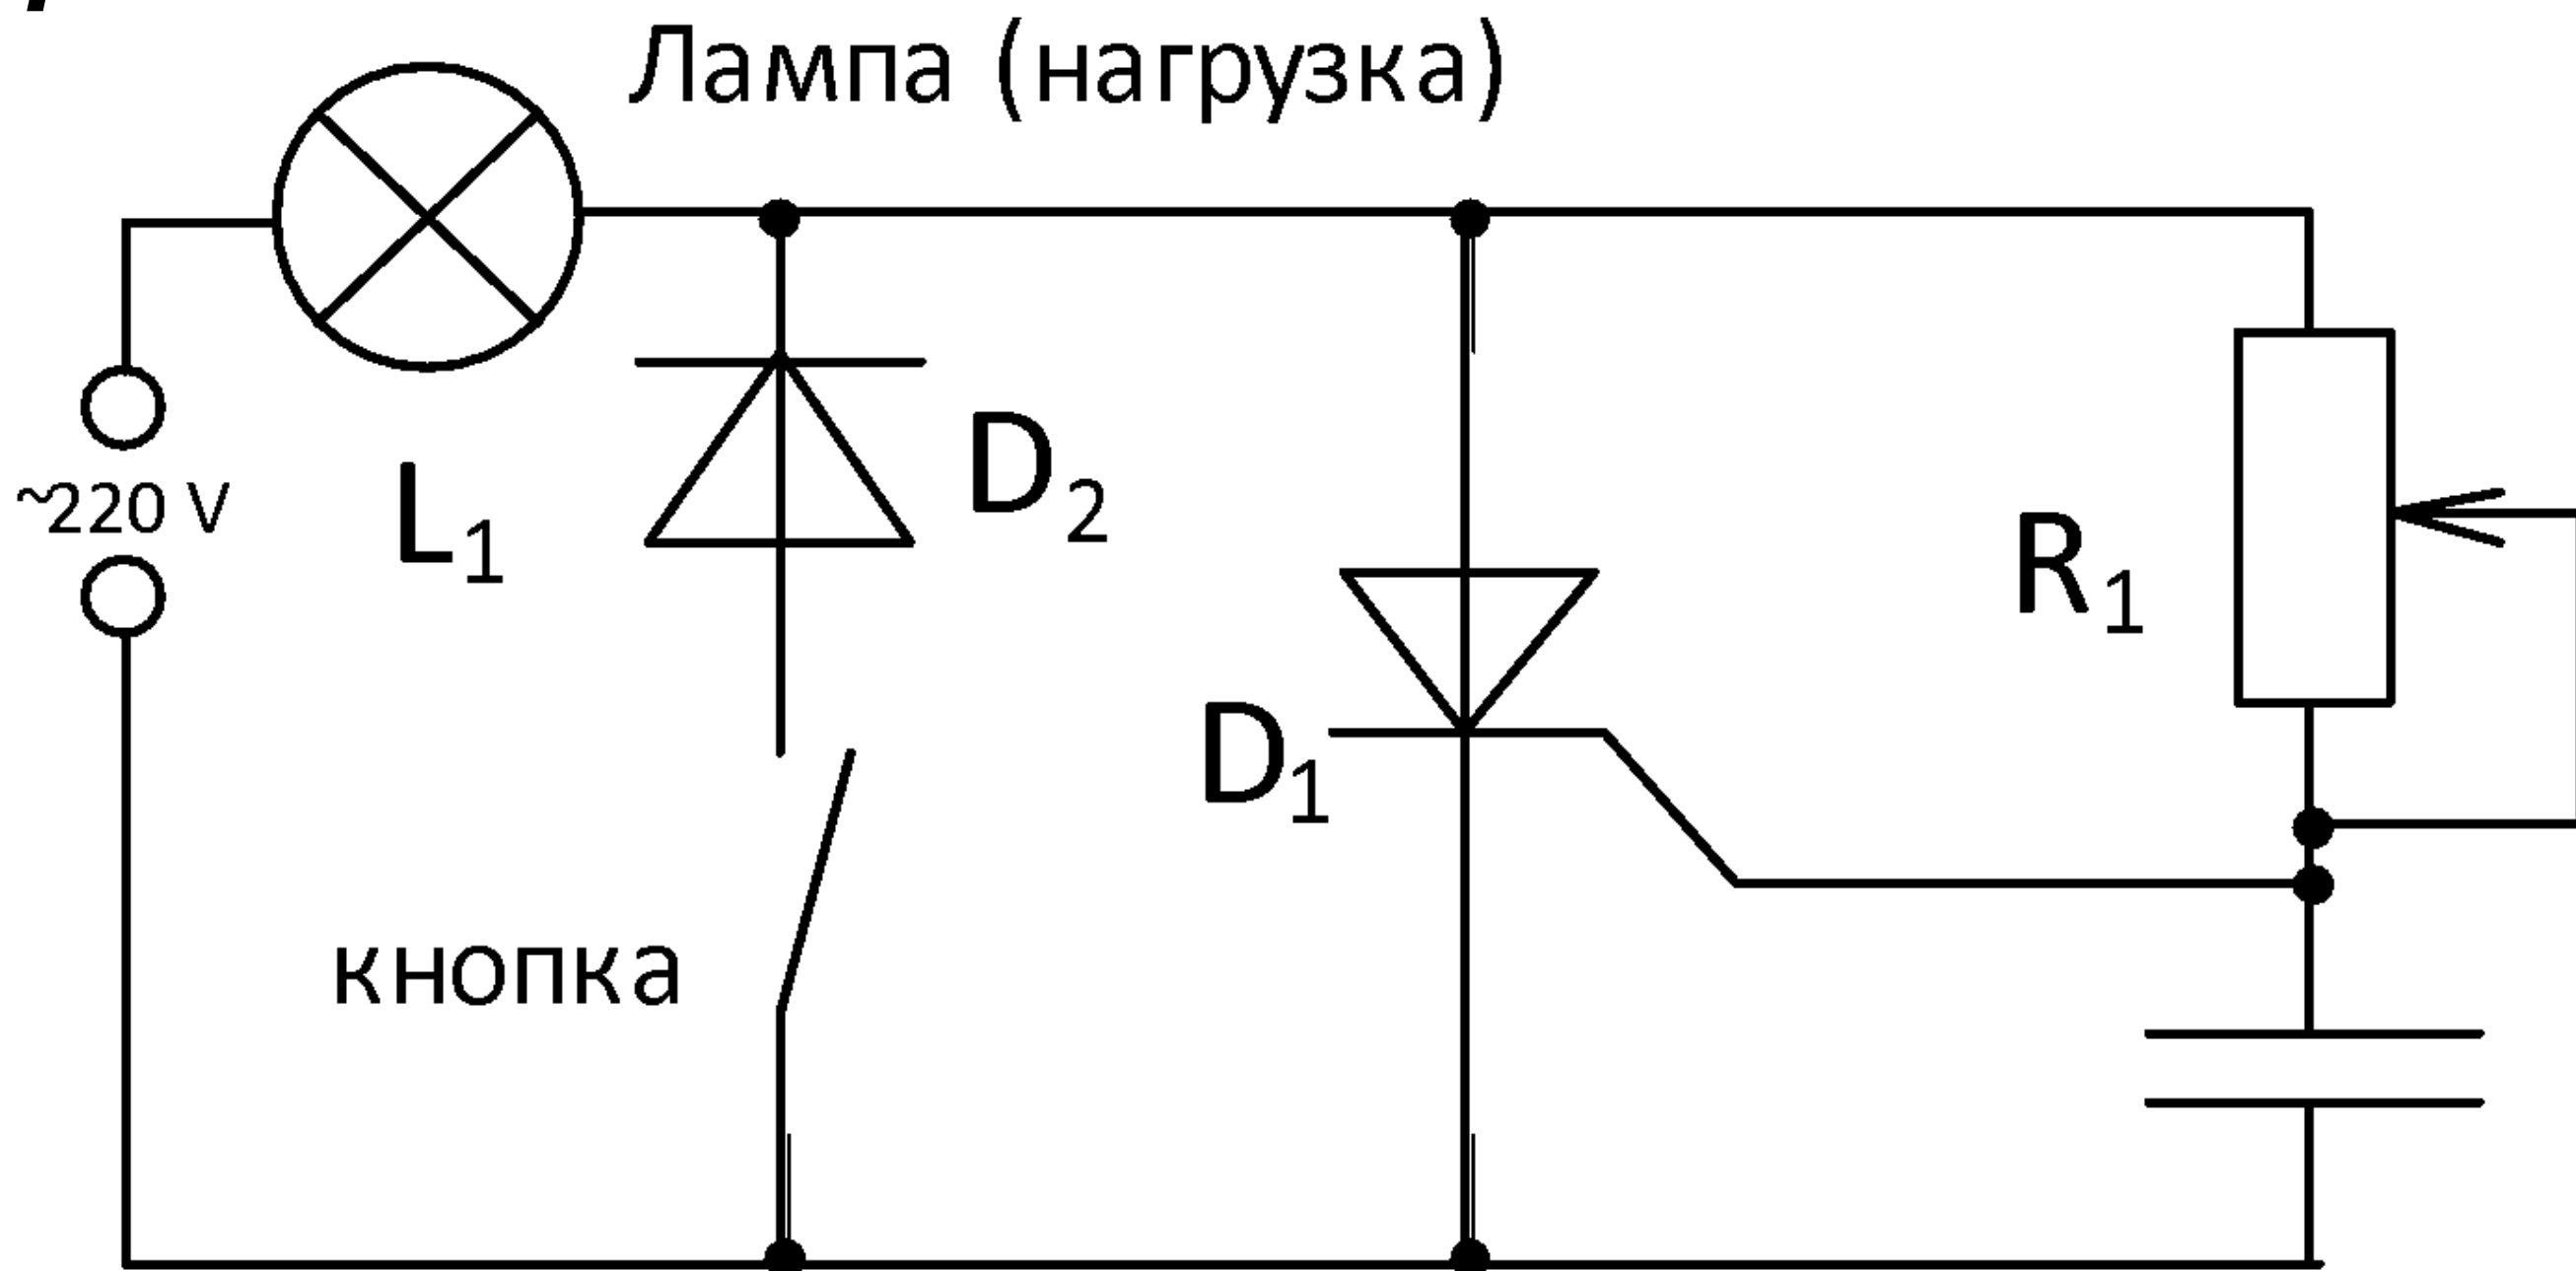 Лампа (нагрузка)
~220 V
L1
D2
R1
D1
кнопка